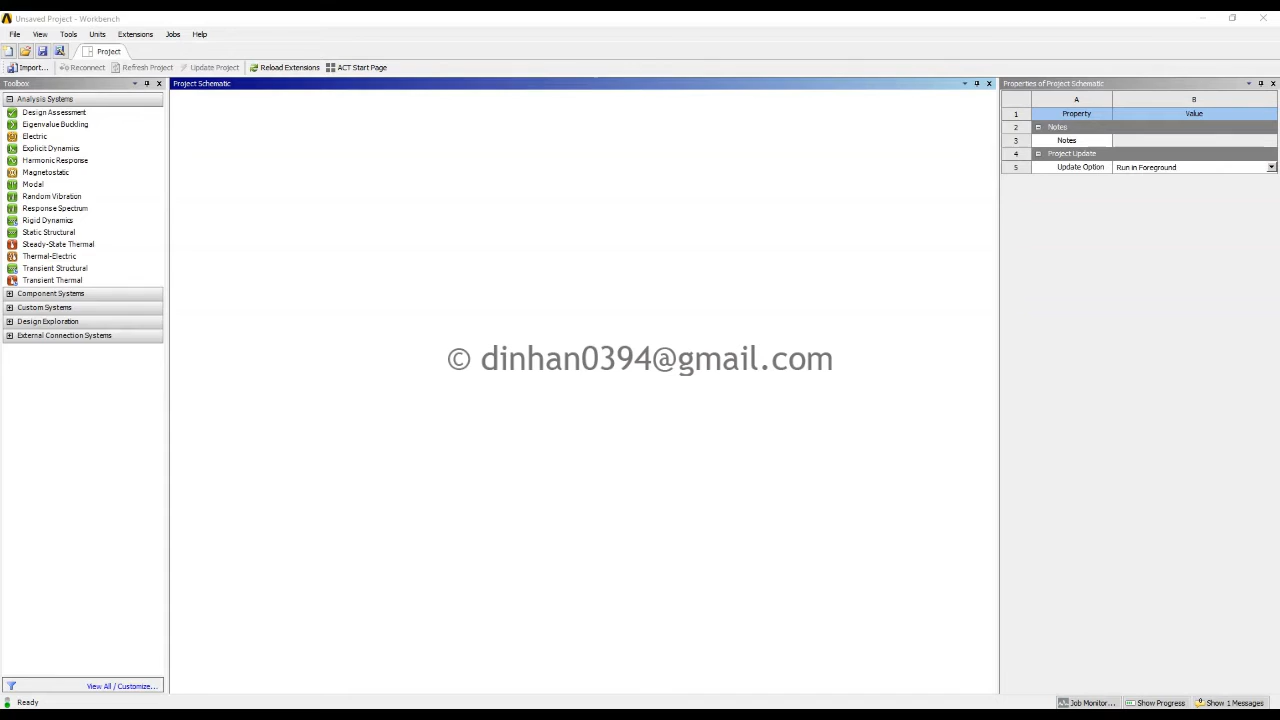 Unsaved Project - Workbench
File View Tools Units Extensions Jobs Help
Project
Import... Reconnect Refresh Project Update Project Reload Extensions ACT Start Page
Toolbox
Analysis Systems
Design Assessment
Eigenvalue Buckling
Electric
Explicit Dynamics
Harmonic Response
Magnetostatic
Modal
Random Vibration
Response Spectrum
Rigid Dynamics
Static Structural
Steady-State Thermal
Thermal-Electric
Transient Structural
Transient Thermal
Component Systems
Custom Systems
Design Exploration
External Connection Systems
View All / Customize...
Project Schematic
© dinhan0394@gmail.com
Properties of Project Schematic
A B
1 Property Value
2 Notes
3 Notes
4 Project Update
5 Update Option Run in Foreground
Ready
Job Monitor... Show Progress Show 1 Messages